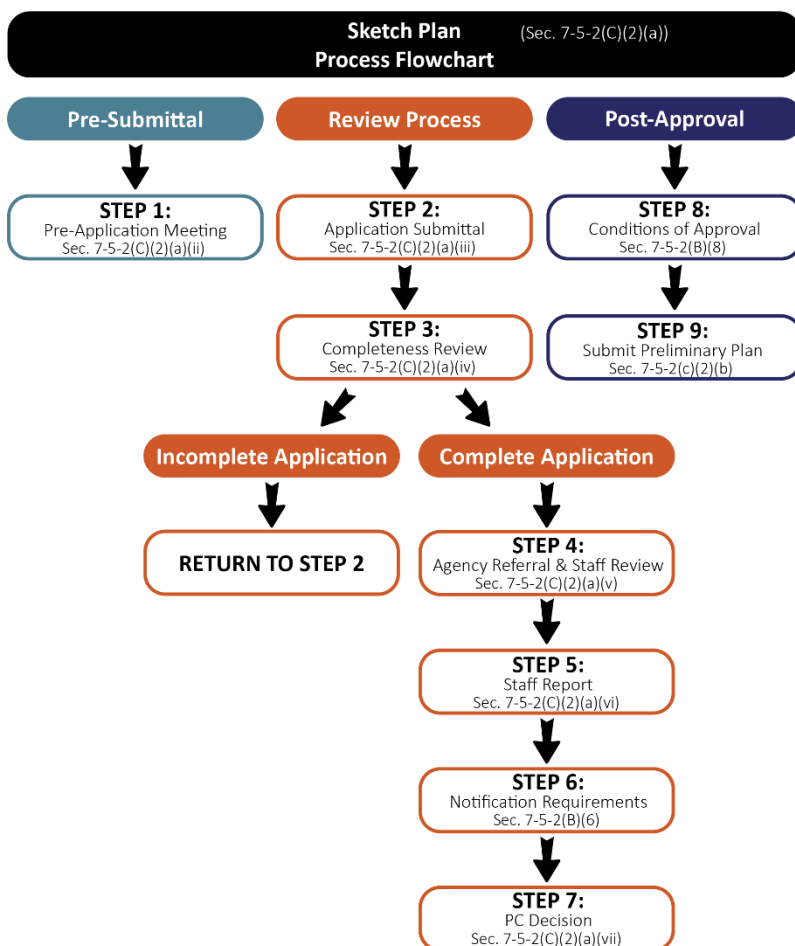 Sketch Plan (Sec. 7-5-2(C)(2)(a))
Process Flowchart
Pre-Submittal
Review Process
Post-Approval
STEP 1:
Pre-Application Meeting
Sec. 7-5-2(C)(2)(a)(ii)
STEP 2:
Application Submittal
Sec. 7-5-2(C)(2)(a)(iii)
STEP 8:
Conditions of Approval
Sec. 7-5-2(B)(8)
STEP 3:
Completeness Review
Sec. 7-5-2(C)(2)(a)(iv)
STEP 9:
Submit Preliminary Plan
Sec. 7-5-2(c)(2)(b)
Incomplete Application
Complete Application
RETURN TO STEP 2
STEP 4:
Agency Referral & Staff Review
Sec. 7-5-2(C)(2)(a)(v)
STEP 5:
Staff Report
Sec. 7-5-2(C)(2)(a)(vi)
STEP 6:
Notification Requirements
Sec. 7-5-2(B)(6)
STEP 7:
PC Decision
Sec. 7-5-2(C)(2)(a)(vii)